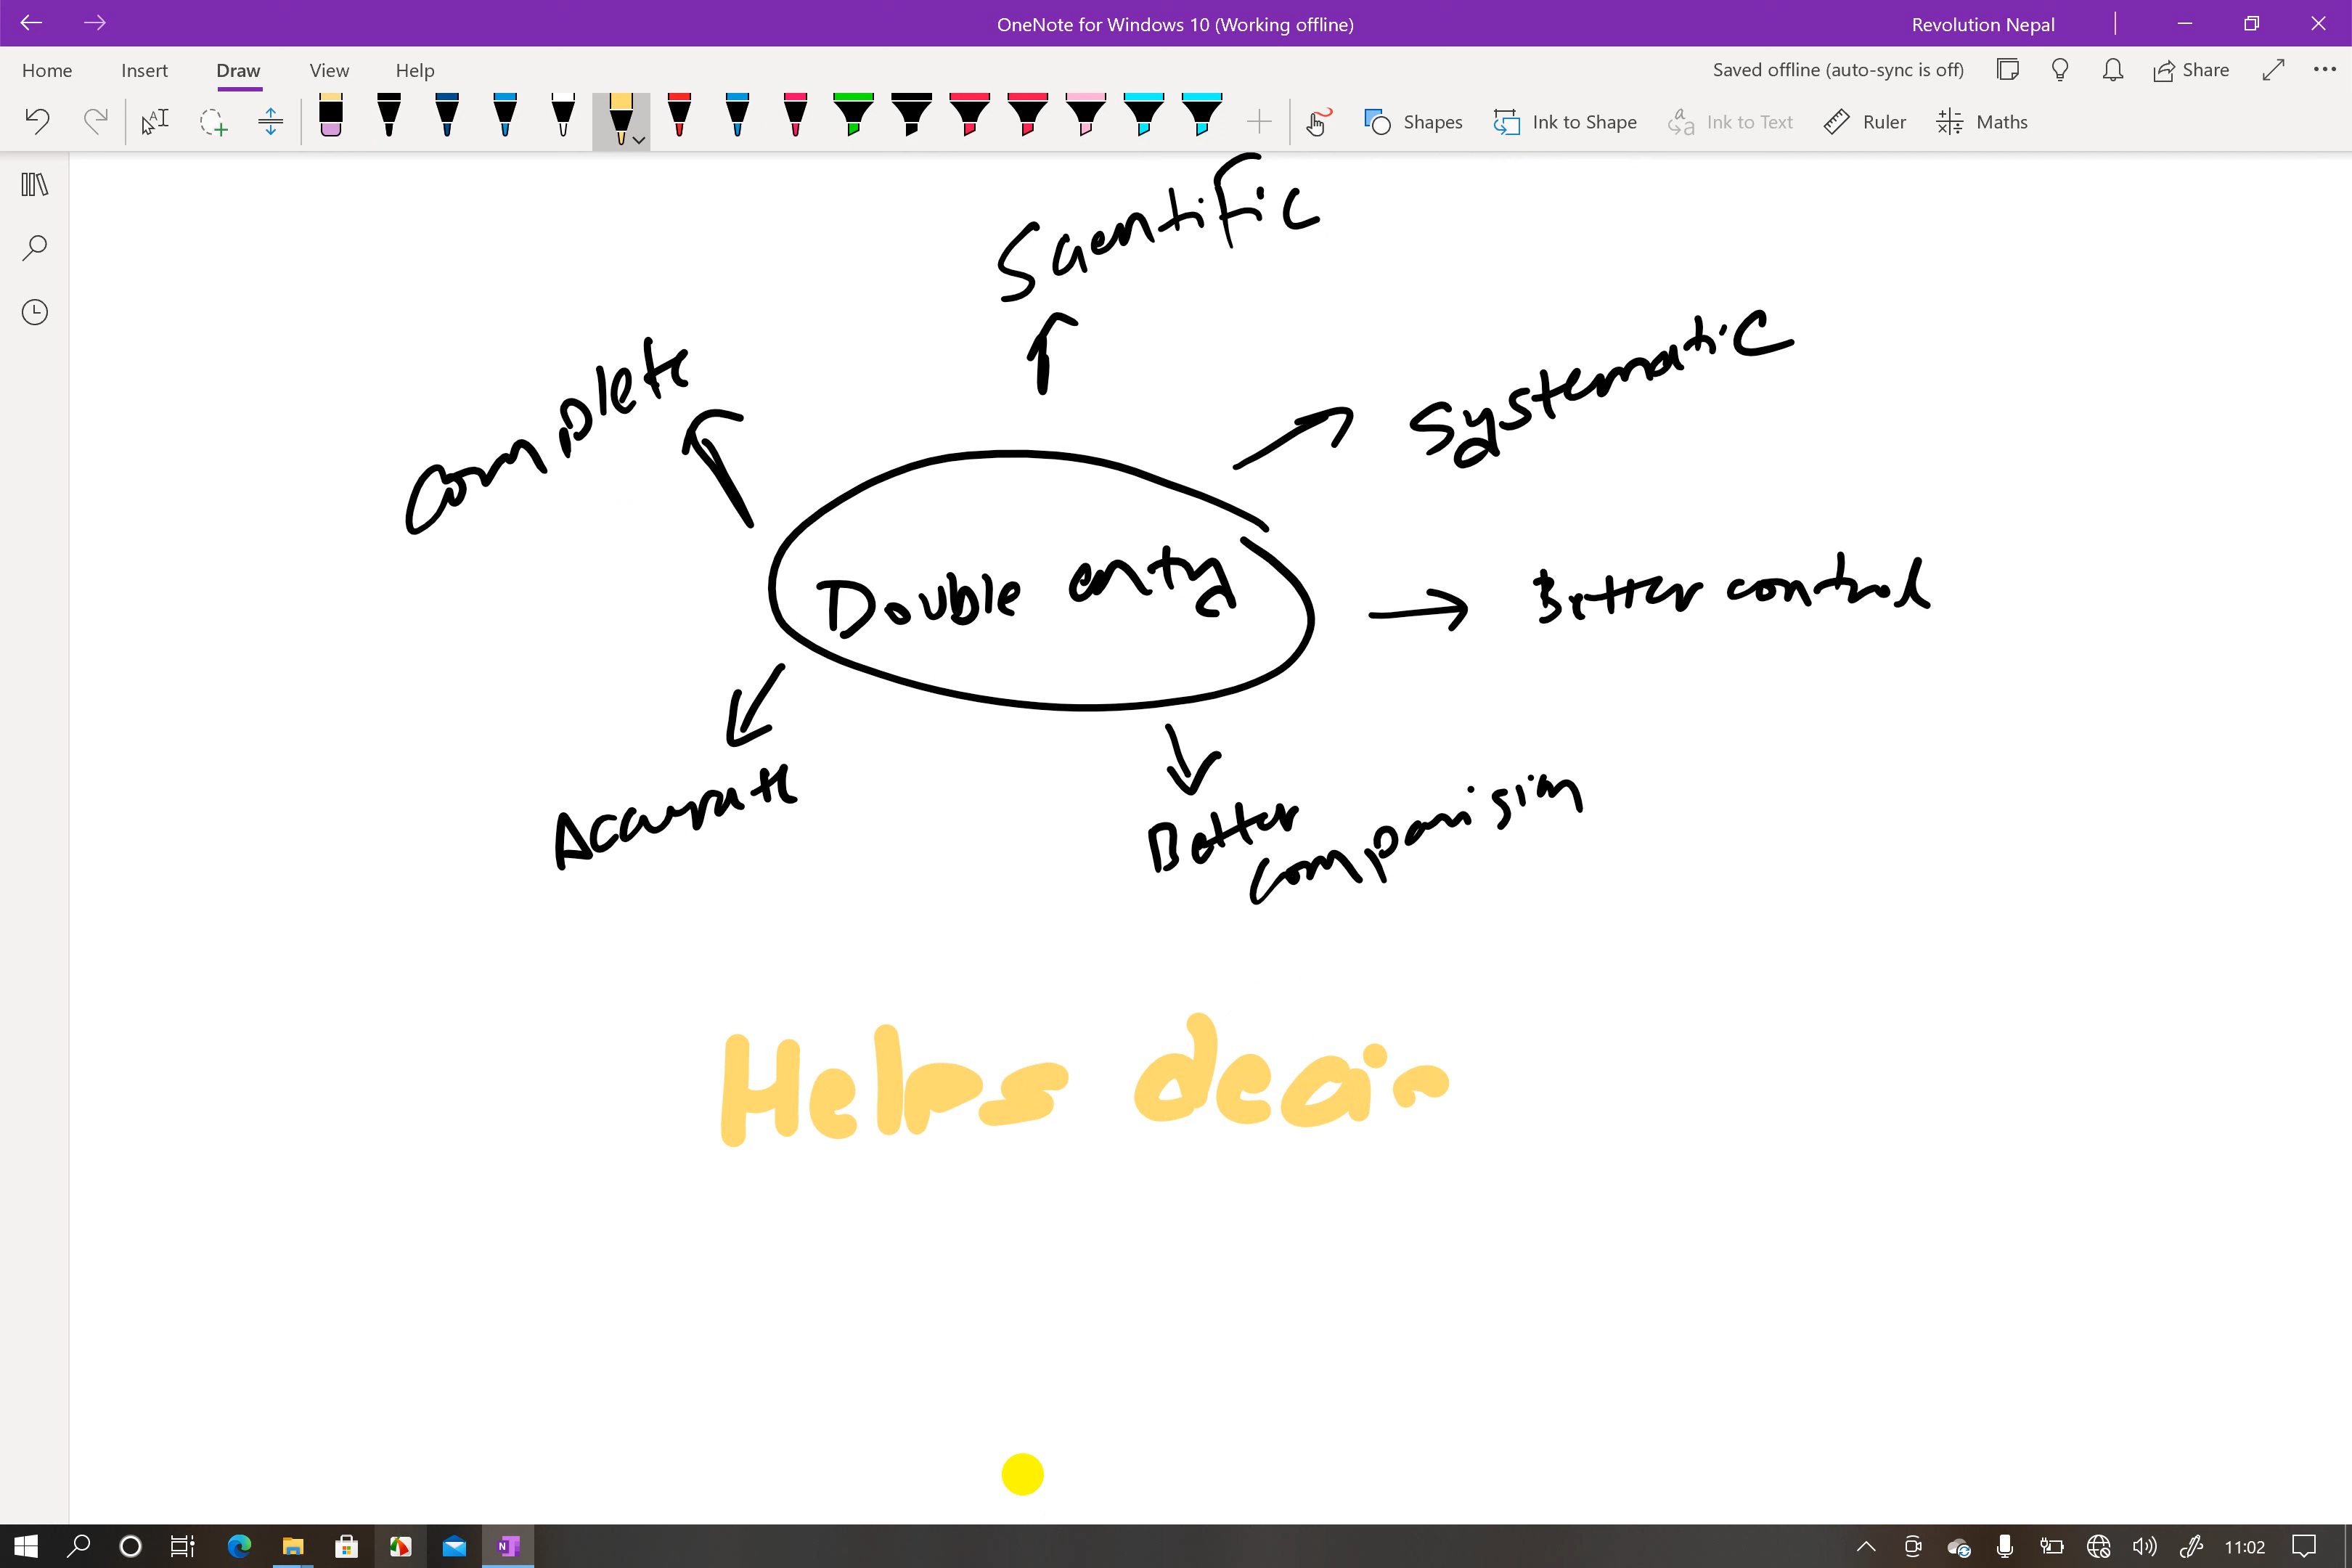 OneNote for Windows 10 (Working offline)
Revolution Nepal
Home Insert Draw View Help
Saved offline (auto-sync is off)
Share
Shapes
Ink to Shape
Ink to Text
Ruler
Maths
Scientific
Complete
Systematic
Double entry
Better control
Accurate
Better
comparisim
Helps
11:02